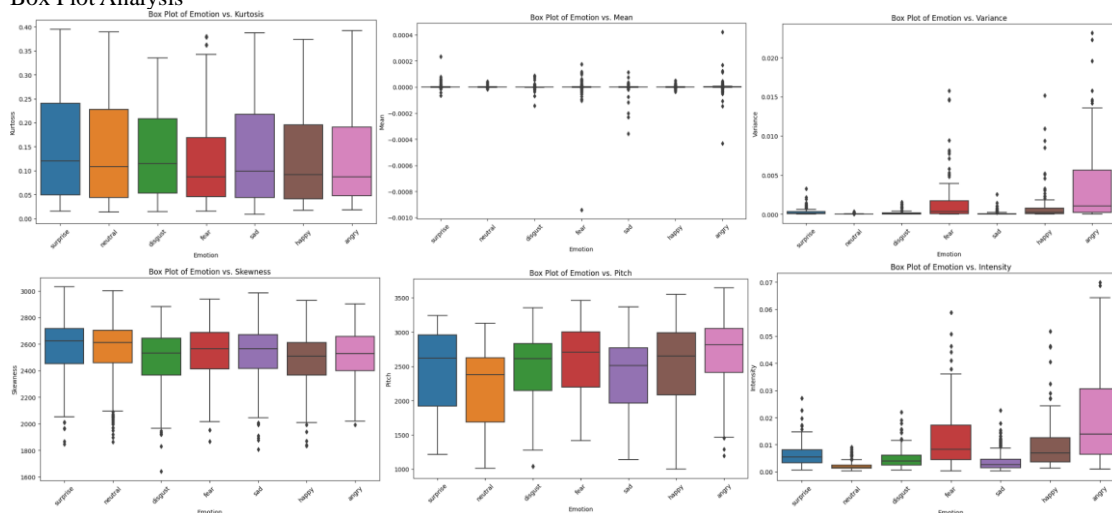 Box Plot Analysis
Box Plot of Emotion vs. Kurtosis
0.40
0.35
0.30
0.25
0.20
0.15
0.10
0.05
0.00
Kurtosis
surprise
neutral
disgust
fear
sad
happy
angry
Emotion
Box Plot of Emotion vs. Mean
0.0004
0.0002
0.0000
−0.0002
−0.0004
−0.0006
−0.0008
−0.0010
Mean
surprise
neutral
disgust
fear
sad
happy
angry
Emotion
Box Plot of Emotion vs. Variance
0.020
0.015
0.010
0.005
0.000
Variance
surprise
neutral
disgust
fear
sad
happy
angry
Emotion
Box Plot of Emotion vs. Skewness
3000
2800
2600
2400
2200
2000
1800
1600
Skewness
surprise
neutral
disgust
fear
sad
happy
angry
Emotion
Box Plot of Emotion vs. Pitch
3500
3000
2500
2000
1500
1000
Pitch
surprise
neutral
disgust
fear
sad
happy
angry
Emotion
Box Plot of Emotion vs. Intensity
0.07
0.06
0.05
0.04
0.03
0.02
0.01
0.00
Intensity
surprise
neutral
disgust
fear
sad
happy
angry
Emotion